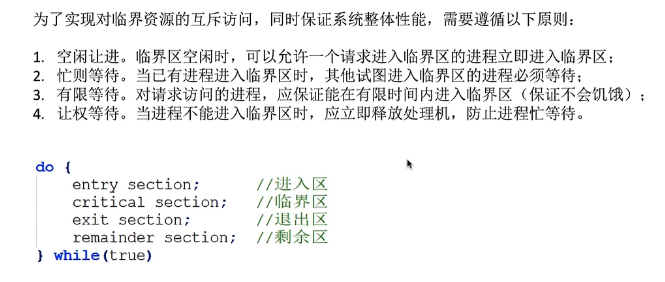 为了实现对临界资源的互斥访问，同时保证系统整体性能，需要遵循以下原则：
1. 空闲让进。临界区空闲时，可以允许一个请求进入临界区的进程立即进入临界区；
2. 忙则等待。当已有进程进入临界区时，其他试图进入临界区的进程必须等待；
3. 有限等待。对请求访问的进程，应保证能在有限时间内进入临界区（保证不会饥饿）；
4. 让权等待。当进程不能进入临界区时，应立即释放处理机，防止进程忙等待。
do {
entry section; //进入区
critical section; //临界区
exit section; //退出区
remainder section; //剩余区
} while(true)